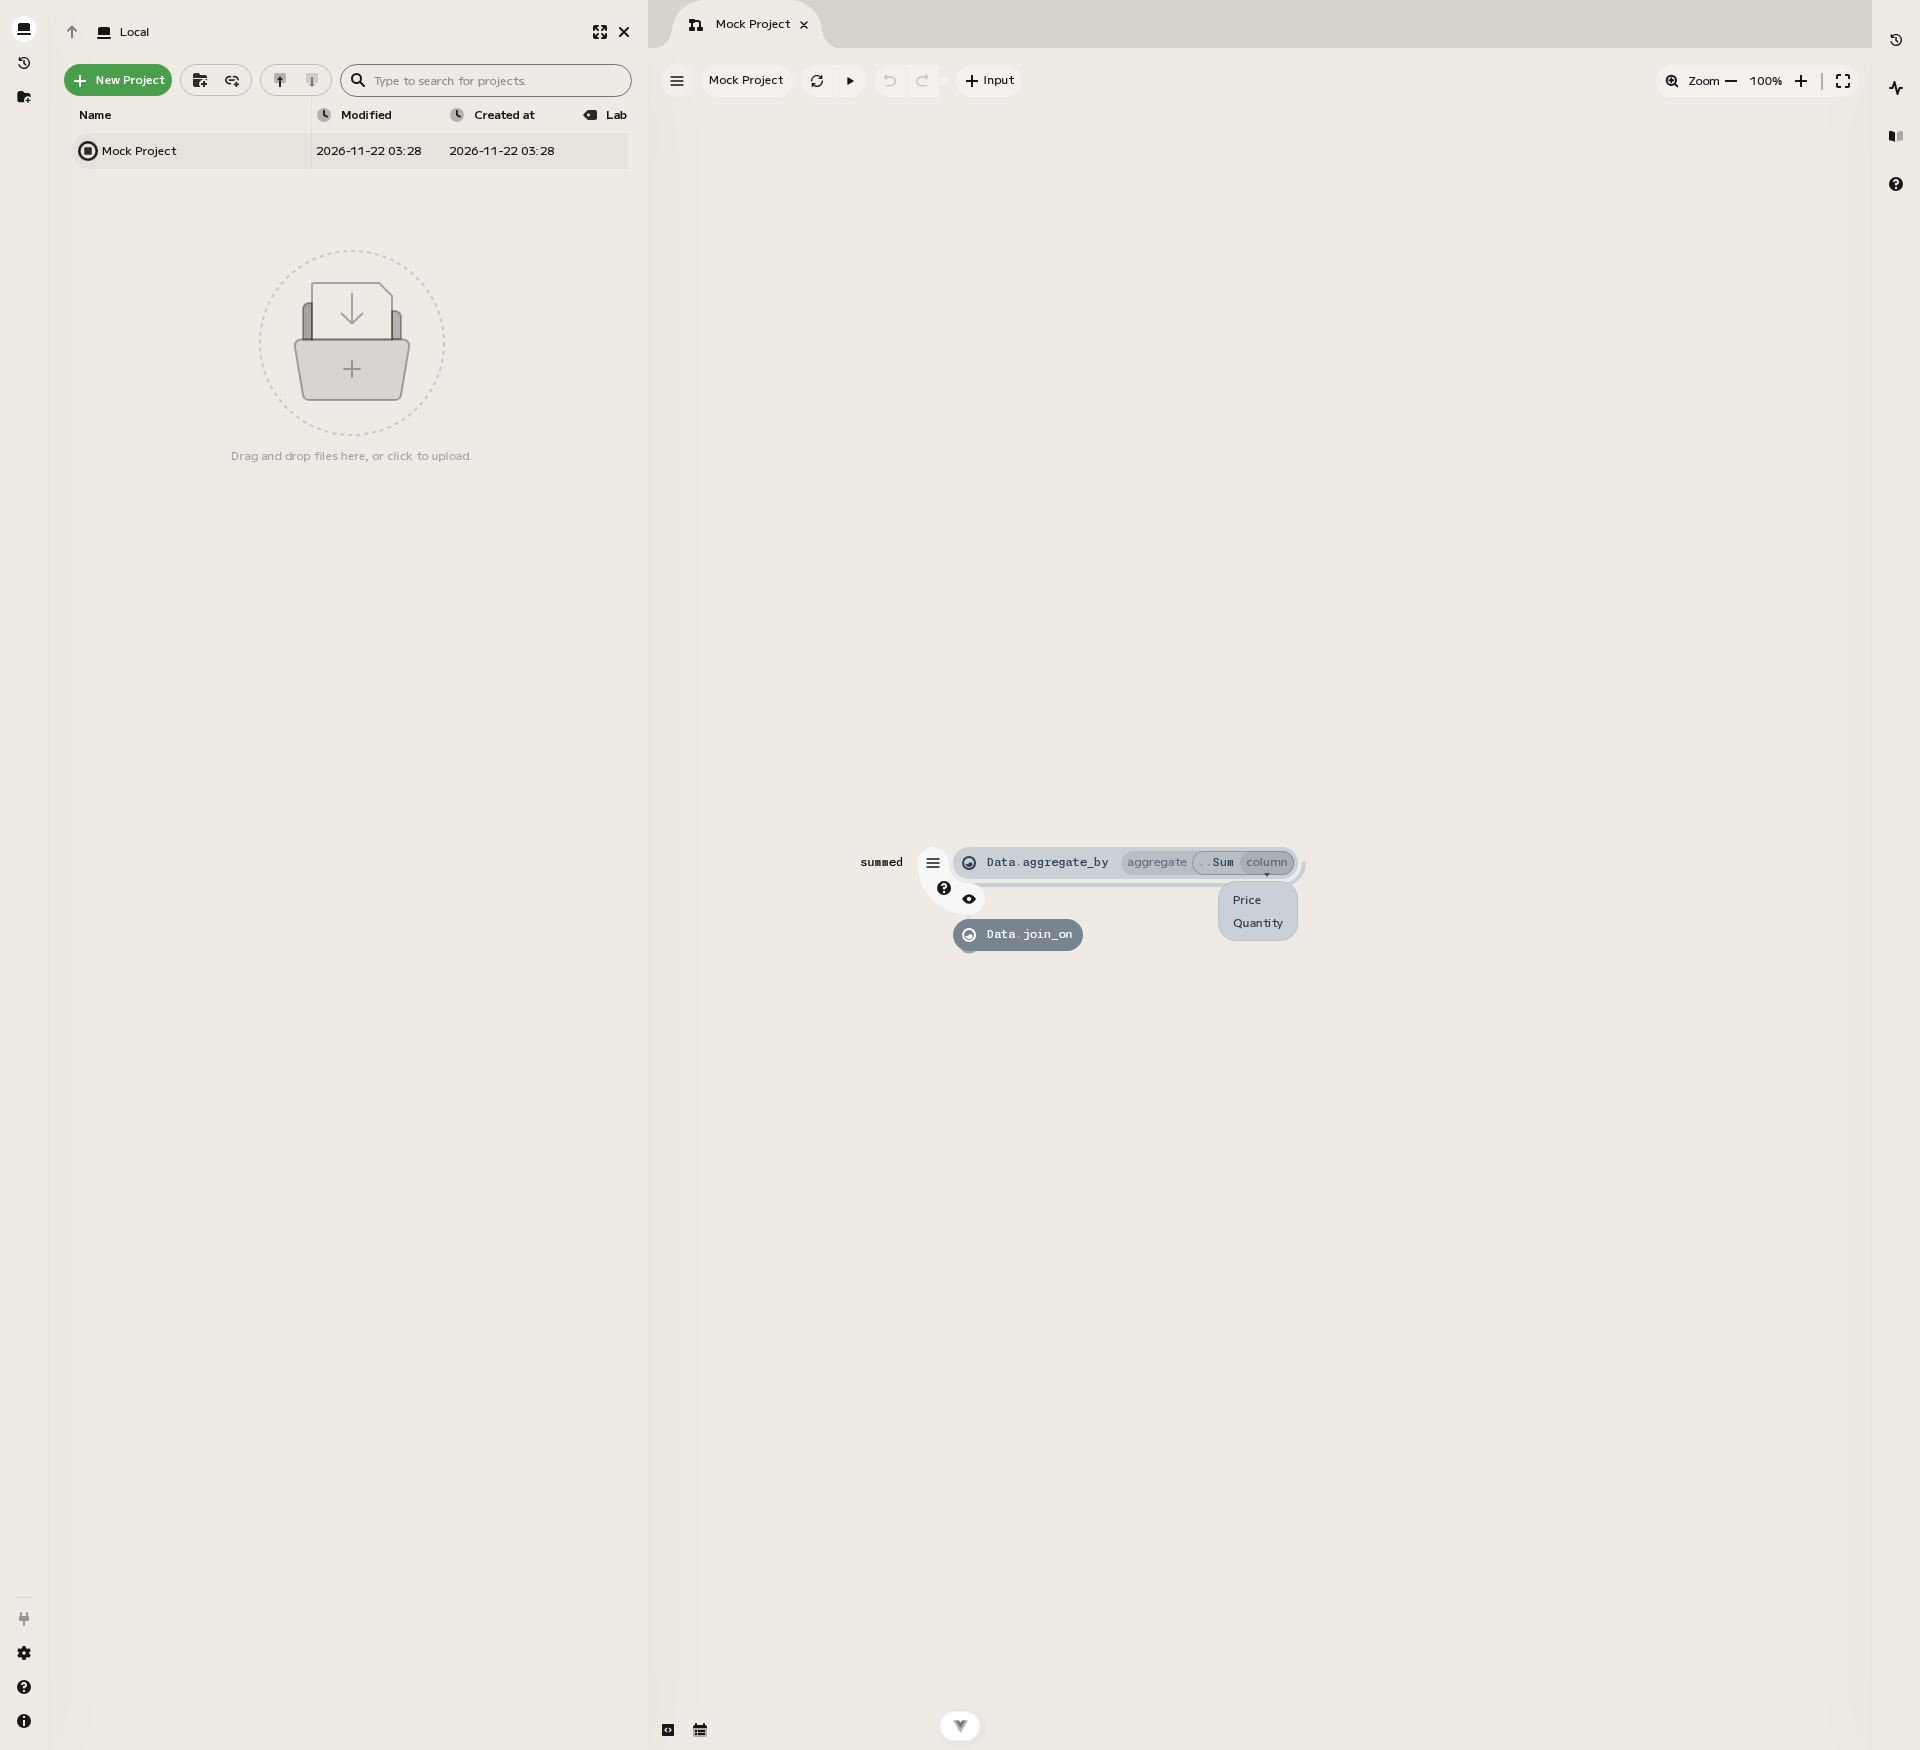 Local
New Project
Type to search for projects.
Name Modified Created at Lab
Mock Project 2026-11-22 03:28 2026-11-22 03:28
Drag and drop files here, or click to upload.
Mock Project
Mock Project Input Zoom 100%
summed Data.aggregate_by aggregate ..Sum column
Price
Quantity
Data.join_on